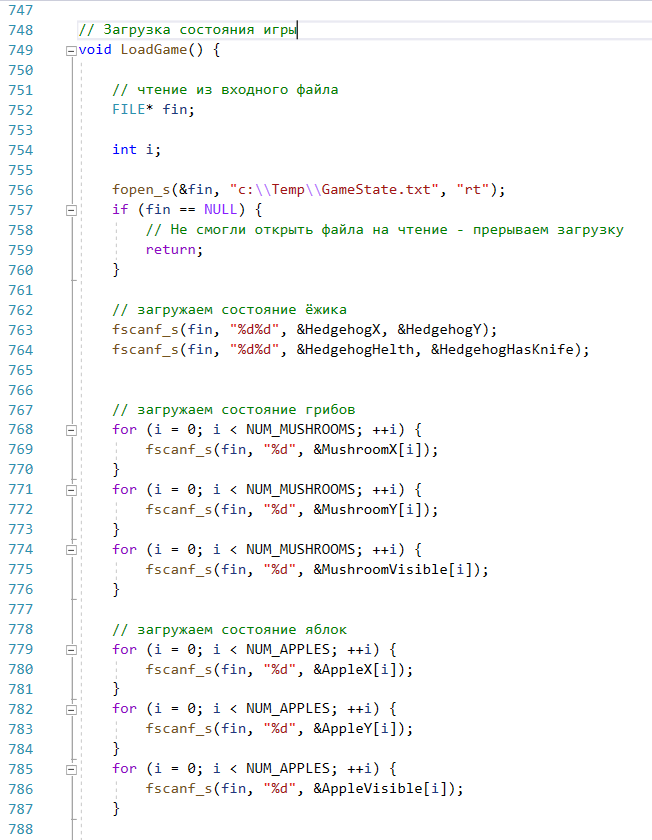 747
748 // Загрузка состояния игры
749 void LoadGame() {
750
751 // чтение из входного файла
752 FILE* fin;
753
754 int i;
755
756 fopen_s(&fin, "c:\\Temp\\GameState.txt", "rt");
757 if (fin == NULL) {
758 // Не смогли открыть файла на чтение - прерываем загрузку
759 return;
760 }
761
762 // загружаем состояние ёжика
763 fscanf_s(fin, "%d%d", &HedgehogX, &HedgehogY);
764 fscanf_s(fin, "%d%d", &HedgehogHelth, &HedgehogHasKnife);
765
766
767 // загружаем состояние грибов
768 for (i = 0; i < NUM_MUSHROOMS; ++i) {
769 fscanf_s(fin, "%d", &MushroomX[i]);
770 }
771 for (i = 0; i < NUM_MUSHROOMS; ++i) {
772 fscanf_s(fin, "%d", &MushroomY[i]);
773 }
774 for (i = 0; i < NUM_MUSHROOMS; ++i) {
775 fscanf_s(fin, "%d", &MushroomVisible[i]);
776 }
777
778 // загружаем состояние яблок
779 for (i = 0; i < NUM_APPLES; ++i) {
780 fscanf_s(fin, "%d", &AppleX[i]);
781 }
782 for (i = 0; i < NUM_APPLES; ++i) {
783 fscanf_s(fin, "%d", &AppleY[i]);
784 }
785 for (i = 0; i < NUM_APPLES; ++i) {
786 fscanf_s(fin, "%d", &AppleVisible[i]);
787 }
788